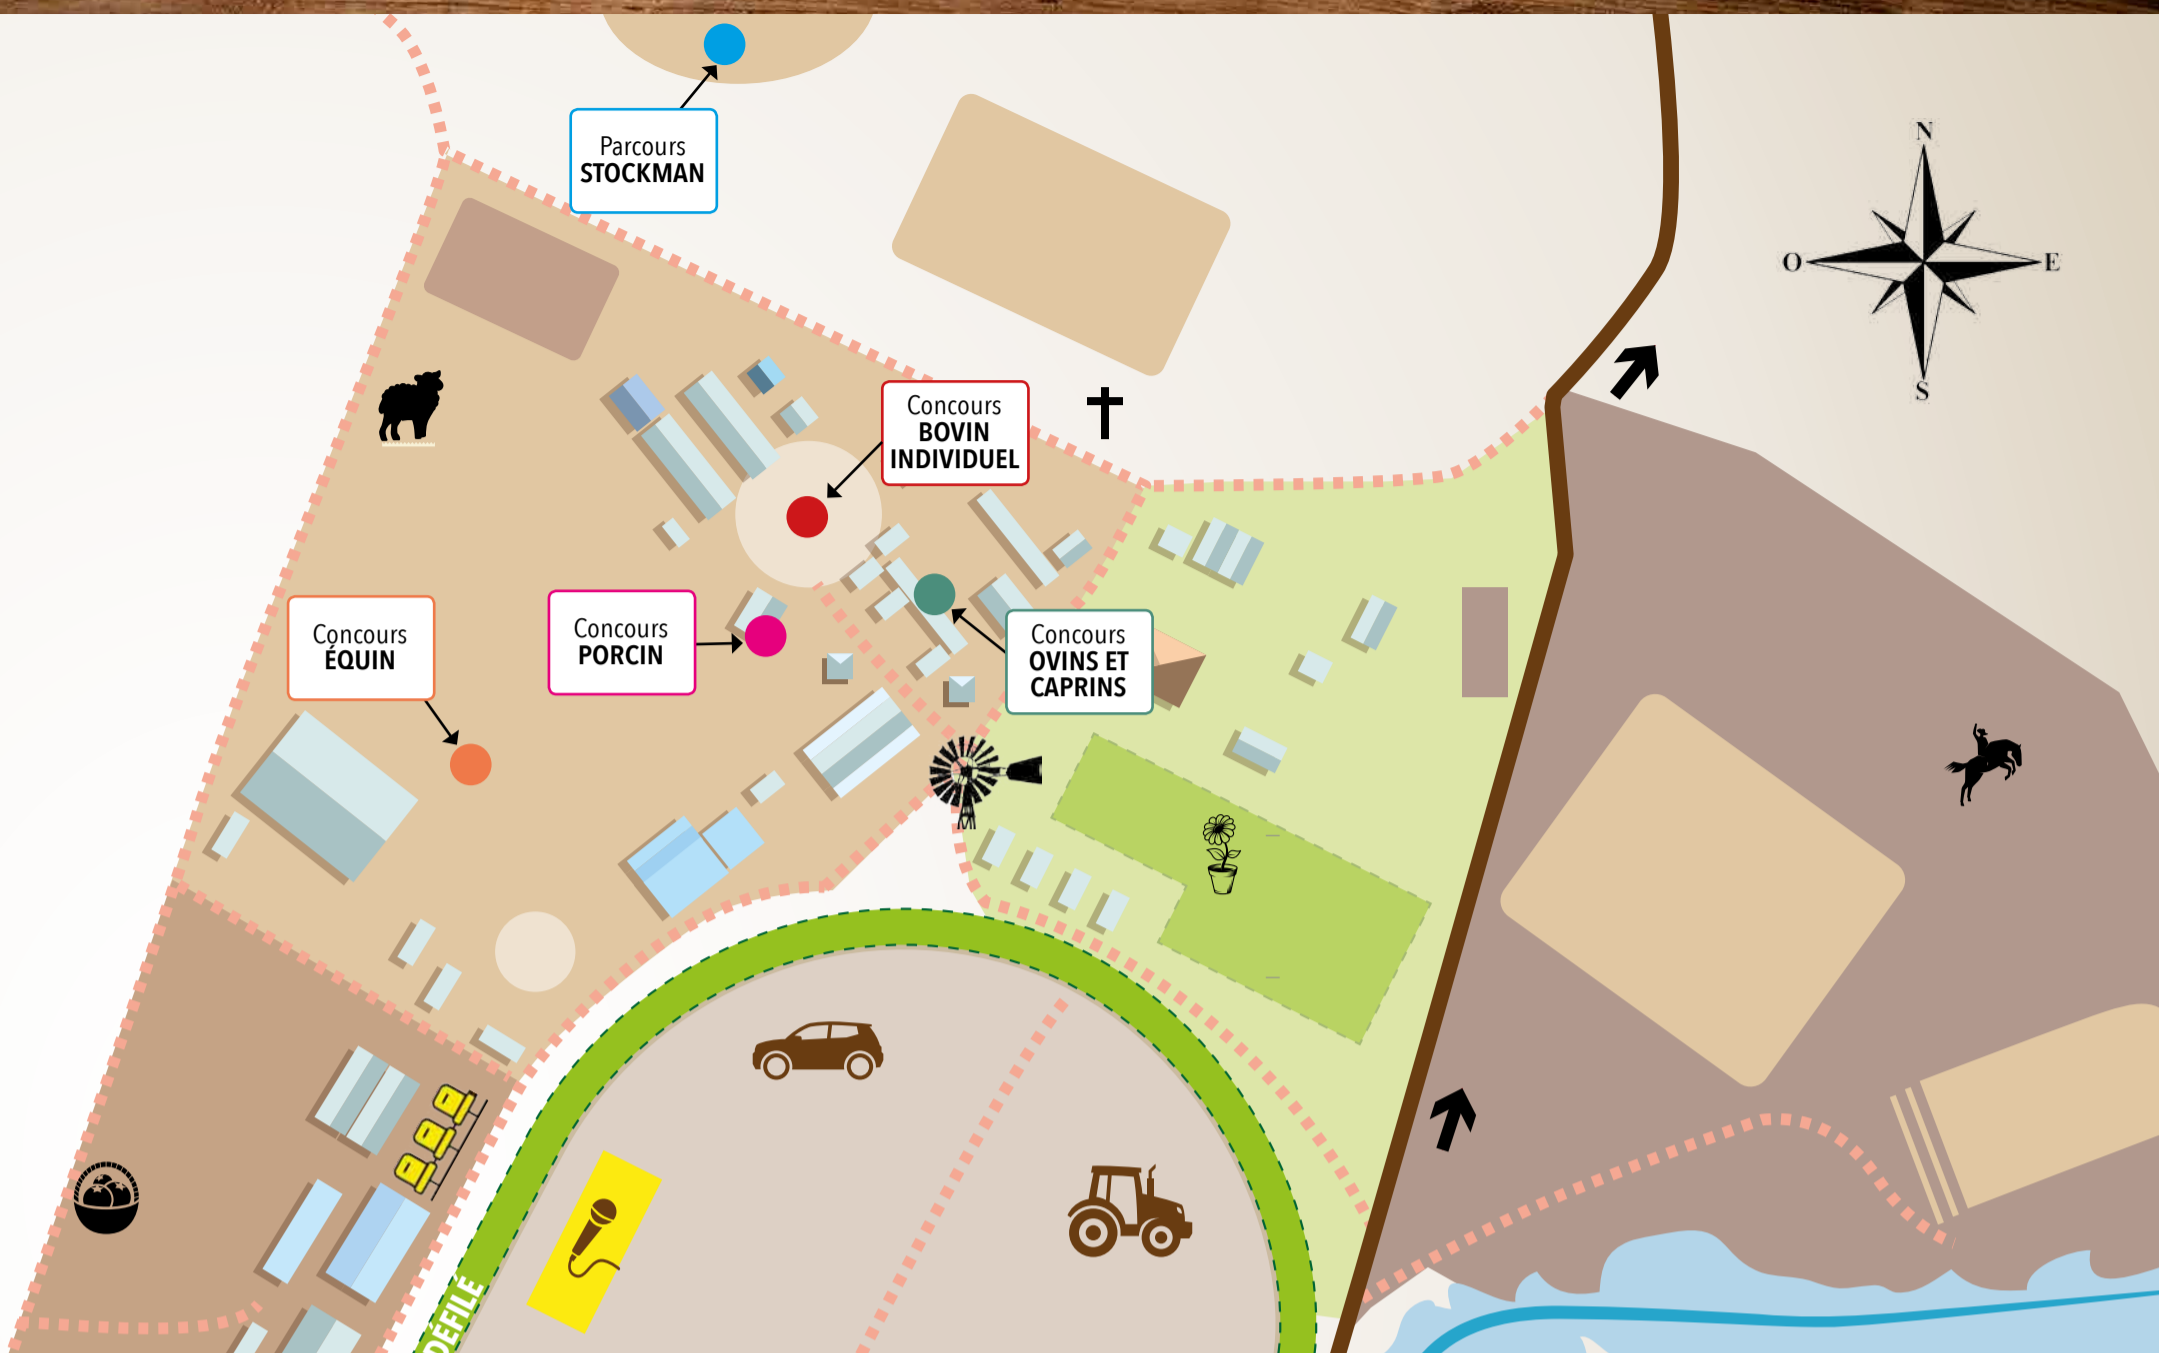 Parcours
STOCKMAN
N
O
E
S
Concours
BOVIN
INDIVIDUEL
Concours
ÉQUIN
Concours
PORCIN
Concours
OVINS ET
CAPRINS
DÉFILÉ